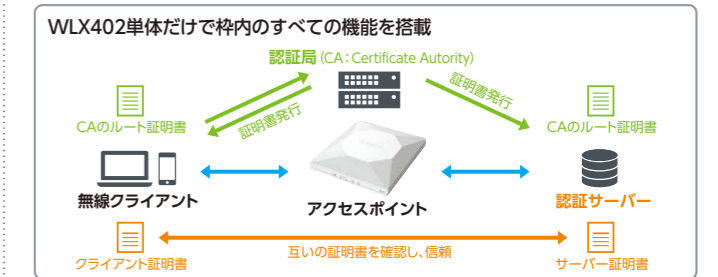 WLX402単体だけで枠内のすべての機能を搭載
認証局 (CA：Certificate Autority)
証明書発行
証明書発行
CAのルート証明書
CAのルート証明書
無線クライアント
アクセスポイント
認証サーバー
互いの証明書を確認し、信頼
クライアント証明書
サーバー証明書